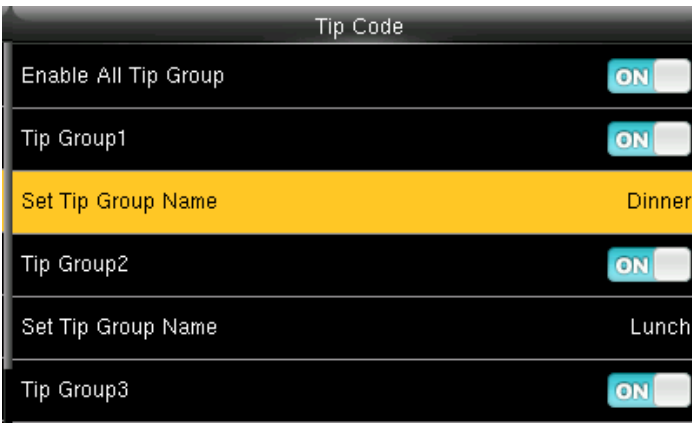 Tip Code
Enable All Tip Group ON
Tip Group1 ON
Set Tip Group Name Dinner
Tip Group2 ON
Set Tip Group Name Lunch
Tip Group3 ON